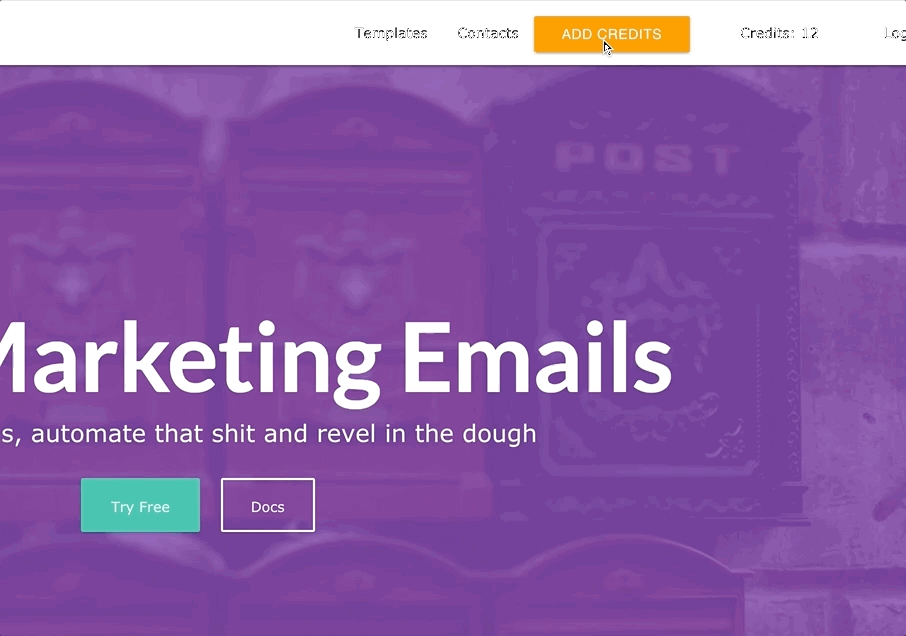 Templates Contacts ADD CREDITS Credits: 12 Log
POST
Marketing Emails
s, automate that shit and revel in the dough
Try Free Docs